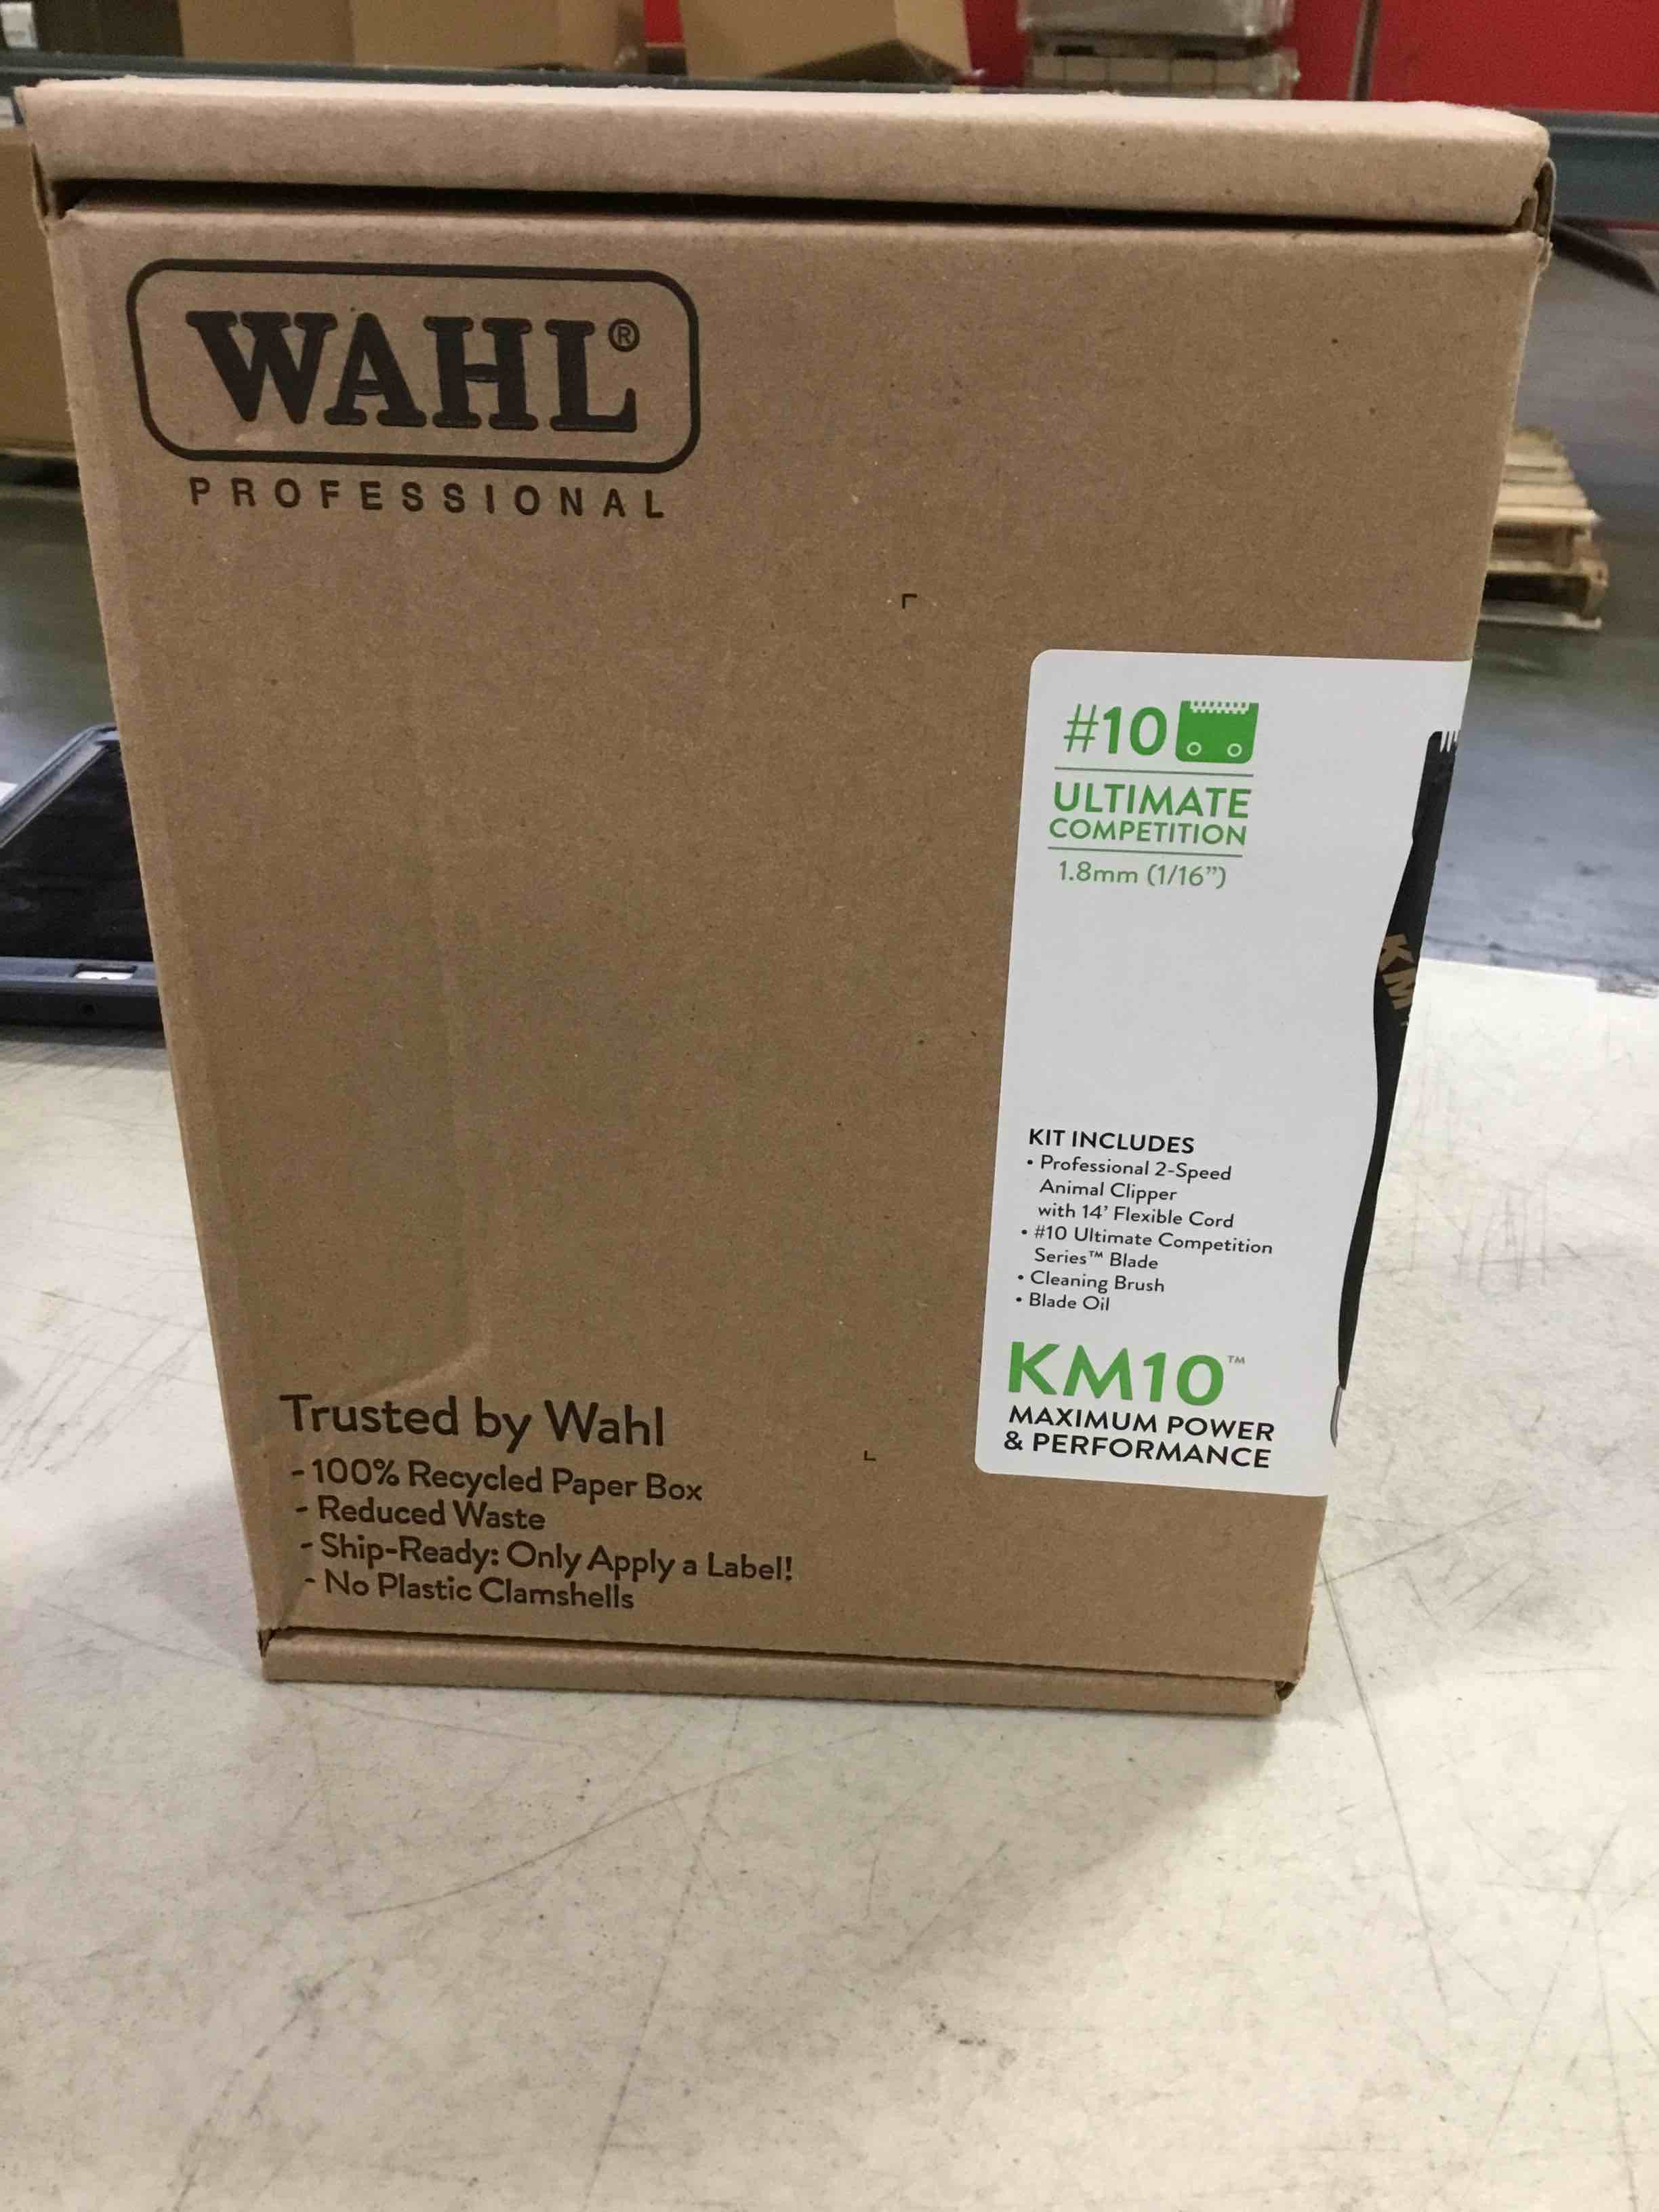 WAHL®
PROFESSIONAL
#10
ULTIMATE
COMPETITION
1.8mm (1/16”)
KM
KIT INCLUDES
• Professional 2-Speed
Animal Clipper
with 14’ Flexible Cord
• #10 Ultimate Competition
Series™ Blade
• Cleaning Brush
• Blade Oil
KM10™
MAXIMUM POWER
& PERFORMANCE
Trusted by Wahl
- 100% Recycled Paper Box
- Reduced Waste
- Ship-Ready: Only Apply a Label!
- No Plastic Clamshells